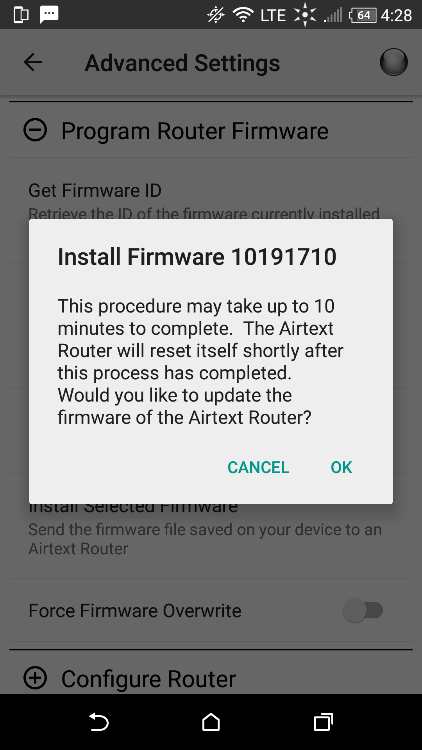 LTE 64 4:28
Advanced Settings
Program Router Firmware
Get Firmware ID
Retrieve the ID of the firmware currently installed
Install Firmware 10191710
This procedure may take up to 10
minutes to complete. The Airtext
Router will reset itself shortly after
this process has completed.
Would you like to update the
firmware of the Airtext Router?
CANCEL OK
Install Selected Firmware
Send the firmware file saved on your device to an
Airtext Router
Force Firmware Overwrite
Configure Router